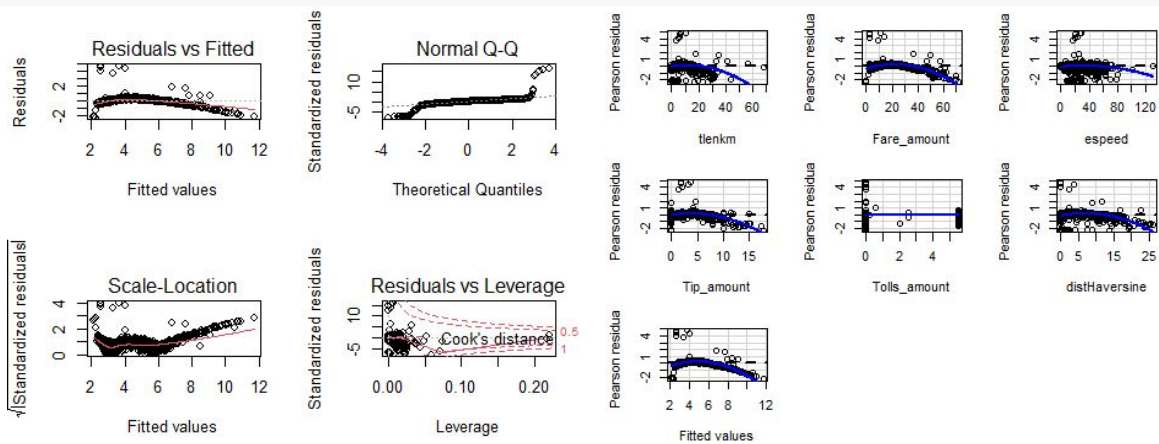 Residuals vs Fitted
Residuals
2
-2
2 4 6 8 10 12
Fitted values
Normal Q-Q
Standardized residuals
10
-5
-4 -2 0 2 4
Theoretical Quantiles
Scale-Location
√|Standardized residuals
4
2
0
2 4 6 8 10 12
Fitted values
Residuals vs Leverage
Standardized residuals
10
-5
Cook's distance
0.5
1
0.00 0.10 0.20
Leverage
Pearson residua
4
1
-2
0 20 40 60
tlenkm
Pearson residua
4
1
-2
0 20 40 60
Fare_amount
Pearson residua
4
1
-2
0 40 80 130
espeed
Pearson residua
4
1
-2
0 5 10 15
Tip_amount
Pearson residua
4
1
-2
0 2 4
Tolls_amount
Pearson residua
4
1
-2
0 5 15 25
distHaversine
Pearson residua
4
1
-2
2 4 6 8 12
Fitted values